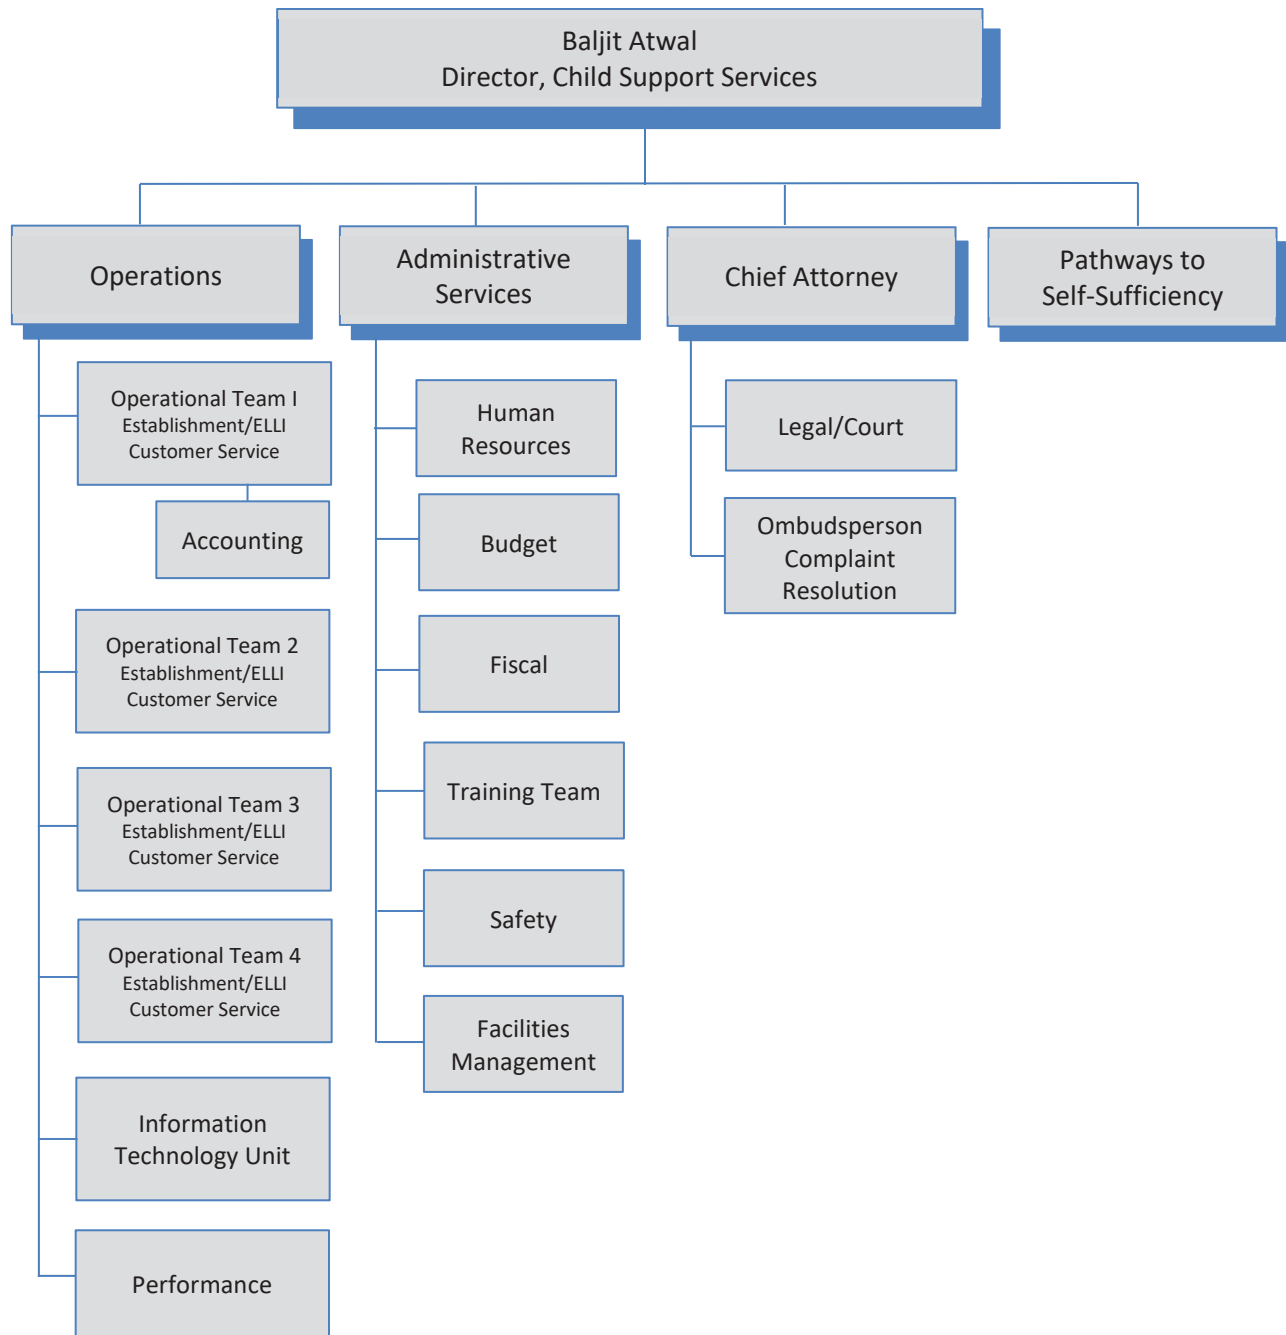 Baljit Atwal
Director, Child Support Services
Operations
Administrative
Services
Chief Attorney
Pathways to
Self-Sufficiency
Operational Team I
Establishment/ELLI
Customer Service
Accounting
Operational Team 2
Establishment/ELLI
Customer Service
Operational Team 3
Establishment/ELLI
Customer Service
Operational Team 4
Establishment/ELLI
Customer Service
Information
Technology Unit
Performance
Human
Resources
Budget
Fiscal
Training Team
Safety
Facilities
Management
Legal/Court
Ombudsperson
Complaint
Resolution